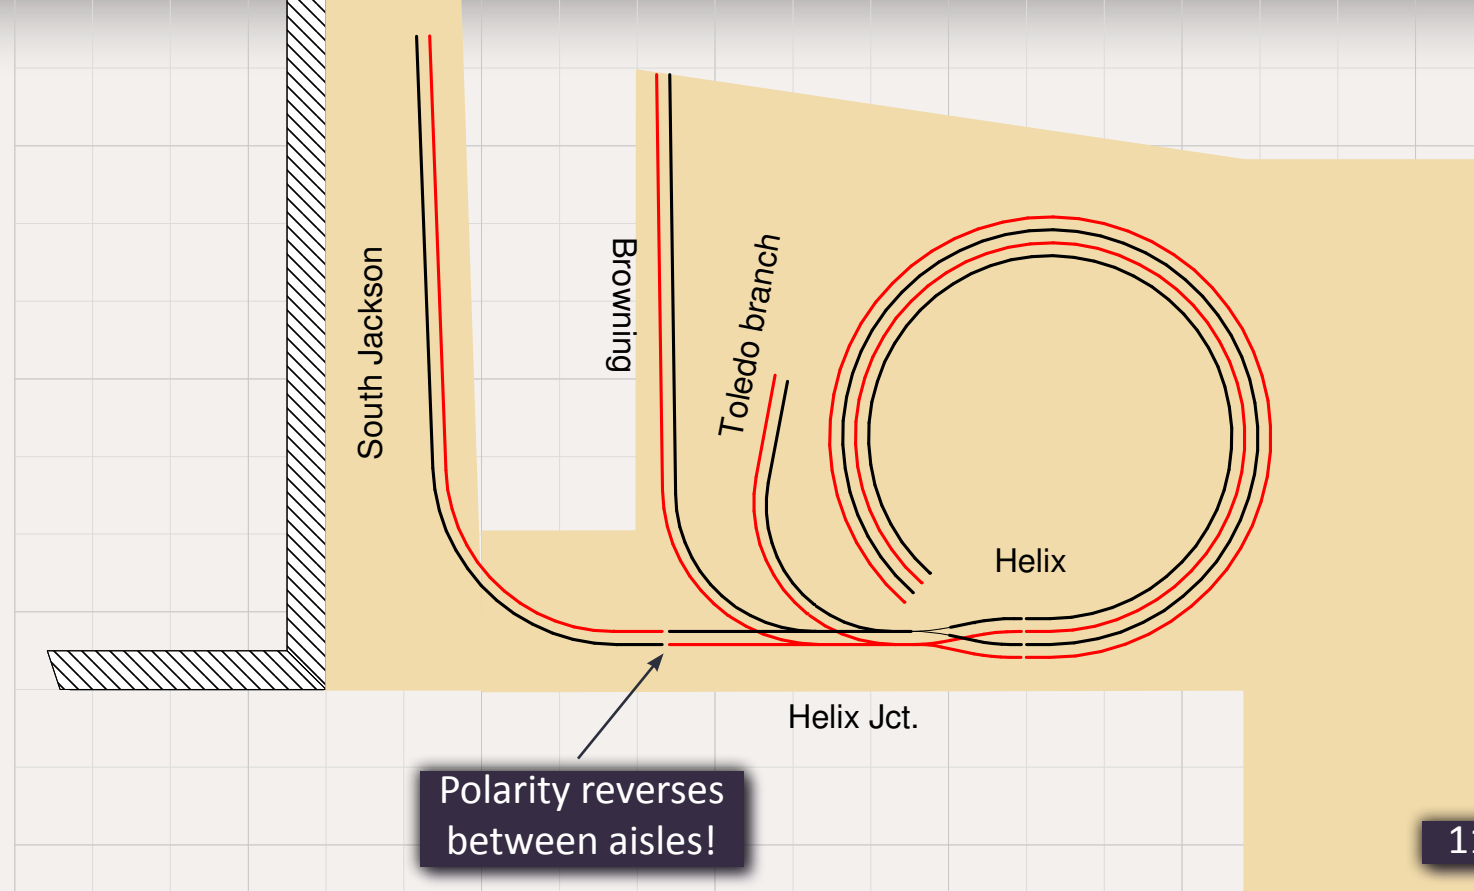 South Jackson
Browning
Toledo branch
Helix
Helix Jct.
Polarity reverses
between aisles!